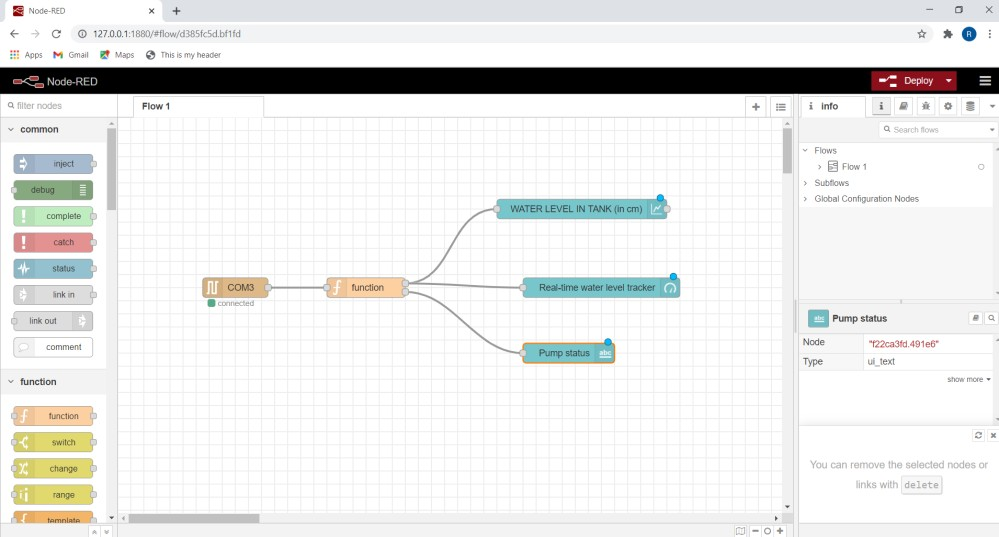 Node-RED
127.0.0.1:1880/#flow/d385fc5d.bf1fd
R
Apps
Gmail
Maps
This is my header
Node-RED
Deploy
filter nodes
Flow 1
info
i
Search flows
common
inject
debug
complete
catch
status
link in
link out
comment
function
function
switch
change
range
template
WATER LEVEL IN TANK (in cm)
COM3
connected
function
Real-time water level tracker
Pump status
abc
Flows
Flow 1
Subflows
Global Configuration Nodes
abc
Pump status
Node
"f22ca3fd.491e6"
Type
ui_text
show more
You can remove the selected nodes or
links with delete